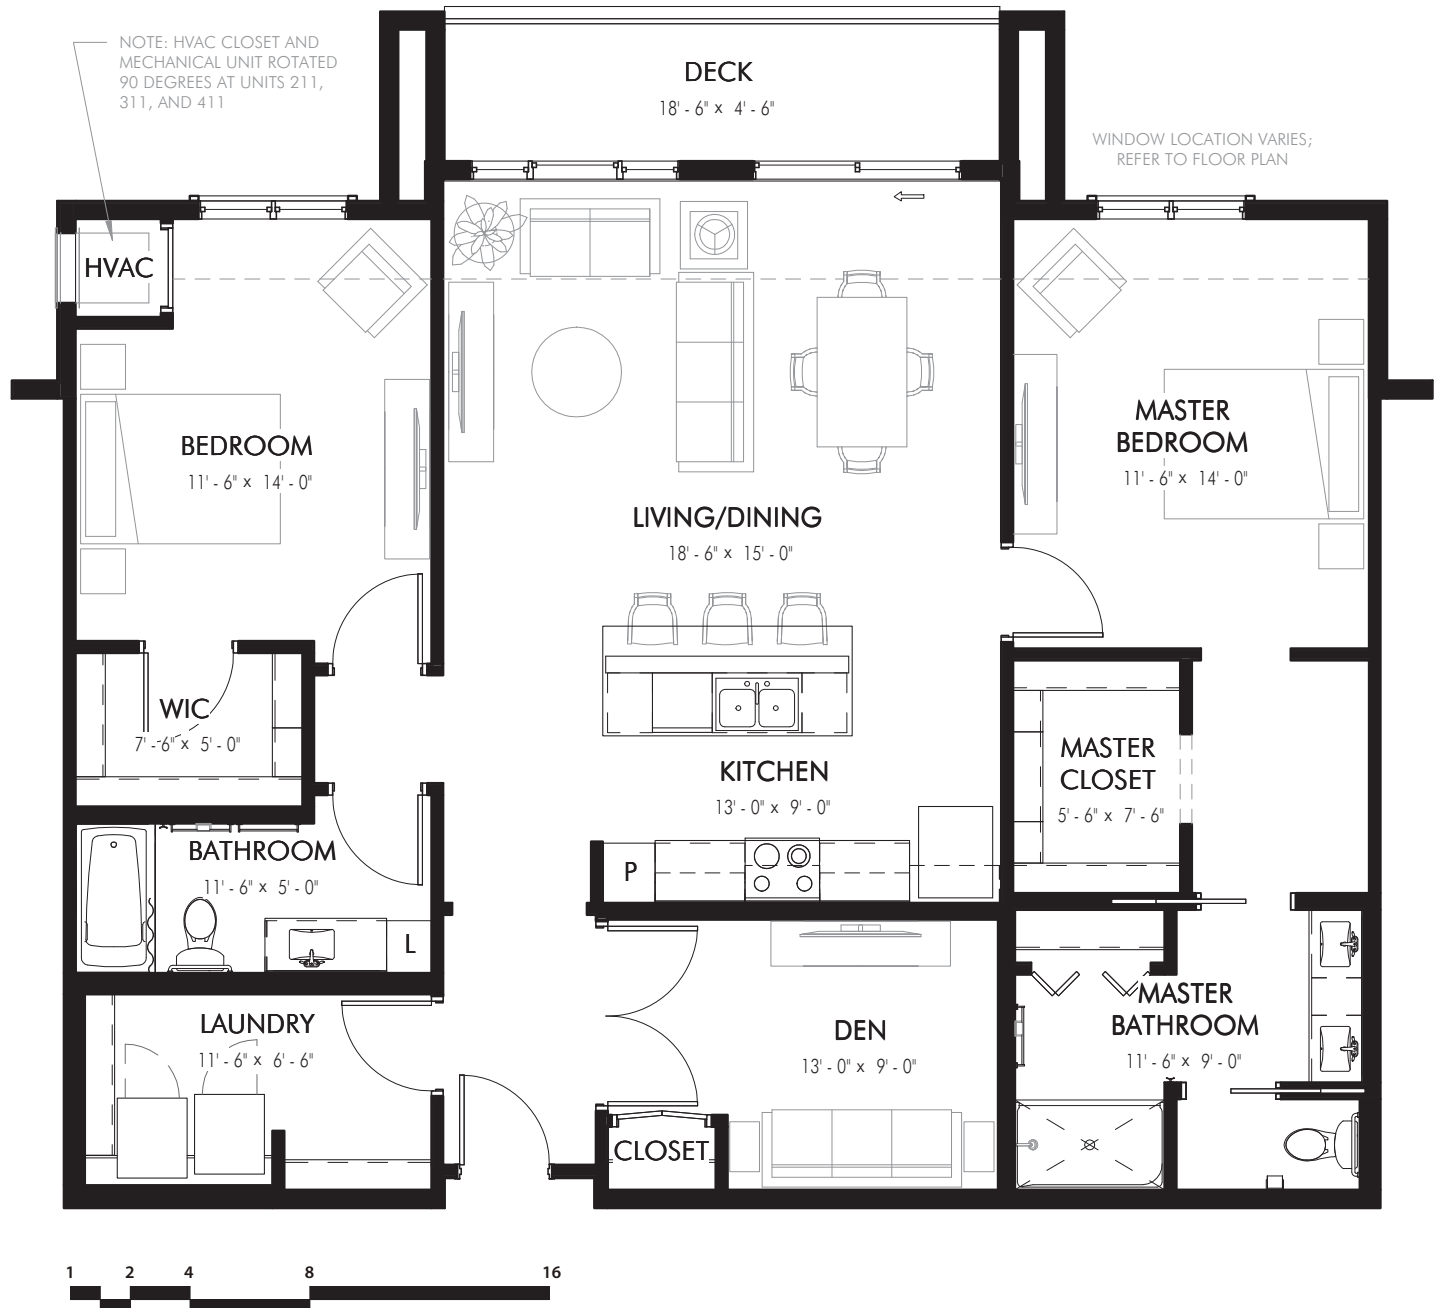 NOTE: HVAC CLOSET AND
MECHANICAL UNIT ROTATED
90 DEGREES AT UNITS 211,
311, AND 411
DECK
18' - 6" x 4' - 6"
WINDOW LOCATION VARIES;
REFER TO FLOOR PLAN
HVAC
BEDROOM
11' - 6" x 14' - 0"
LIVING/DINING
18' - 6" x 15' - 0"
MASTER
BEDROOM
11' - 6" x 14' - 0"
WIC
7' - 6" x 5' - 0"
KITCHEN
13' - 0" x 9' - 0"
MASTER
CLOSET
5' - 6" x 7' - 6"
BATHROOM
11' - 6" x 5' - 0"
P
L
LAUNDRY
11' - 6" x 6' - 6"
DEN
13' - 0" x 9' - 0"
MASTER
BATHROOM
11' - 6" x 9' - 0"
CLOSET
1 2 4 8 16